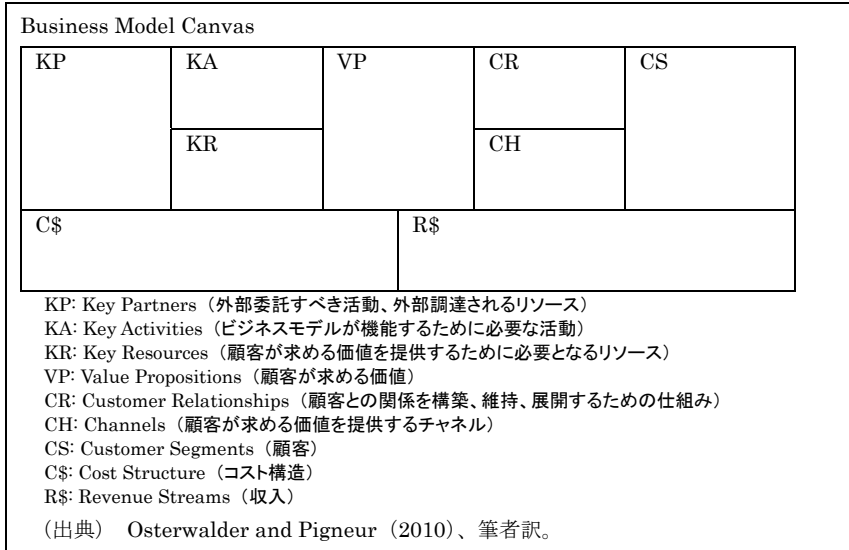 Business Model Canvas
KP KA VP CR CS
KR CH
C$ R$
KP: Key Partners（外部委託すべき活動、外部調達されるリソース）
KA: Key Activities（ビジネスモデルが機能するために必要な活動）
KR: Key Resources（顧客が求める価値を提供するために必要となるリソース）
VP: Value Propositions（顧客が求める価値）
CR: Customer Relationships（顧客との関係を構築、維持、展開するための仕組み）
CH: Channels（顧客が求める価値を提供するチャネル）
CS: Customer Segments（顧客）
C$: Cost Structure（コスト構造）
R$: Revenue Streams（収入）
（出典） Osterwalder and Pigneur（2010）、筆者訳。